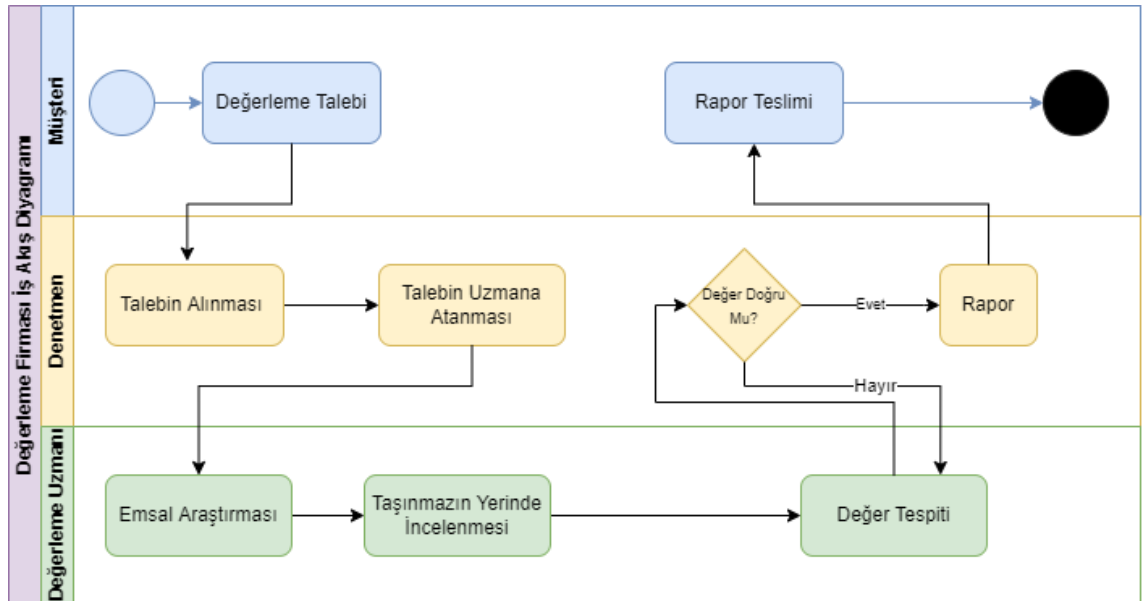 Değerleme Firması İş Akış Diyagramı
Müşteri
Değerleme Talebi
Rapor Teslimi
Denetmen
Talebin Alınması
Talebin Uzmana
Atanması
Değer Doğru
Mu?
Evet
Rapor
Hayır
Değerleme Uzmanı
Emsal Araştırması
Taşınmazın Yerinde
İncelenmesi
Değer Tespiti